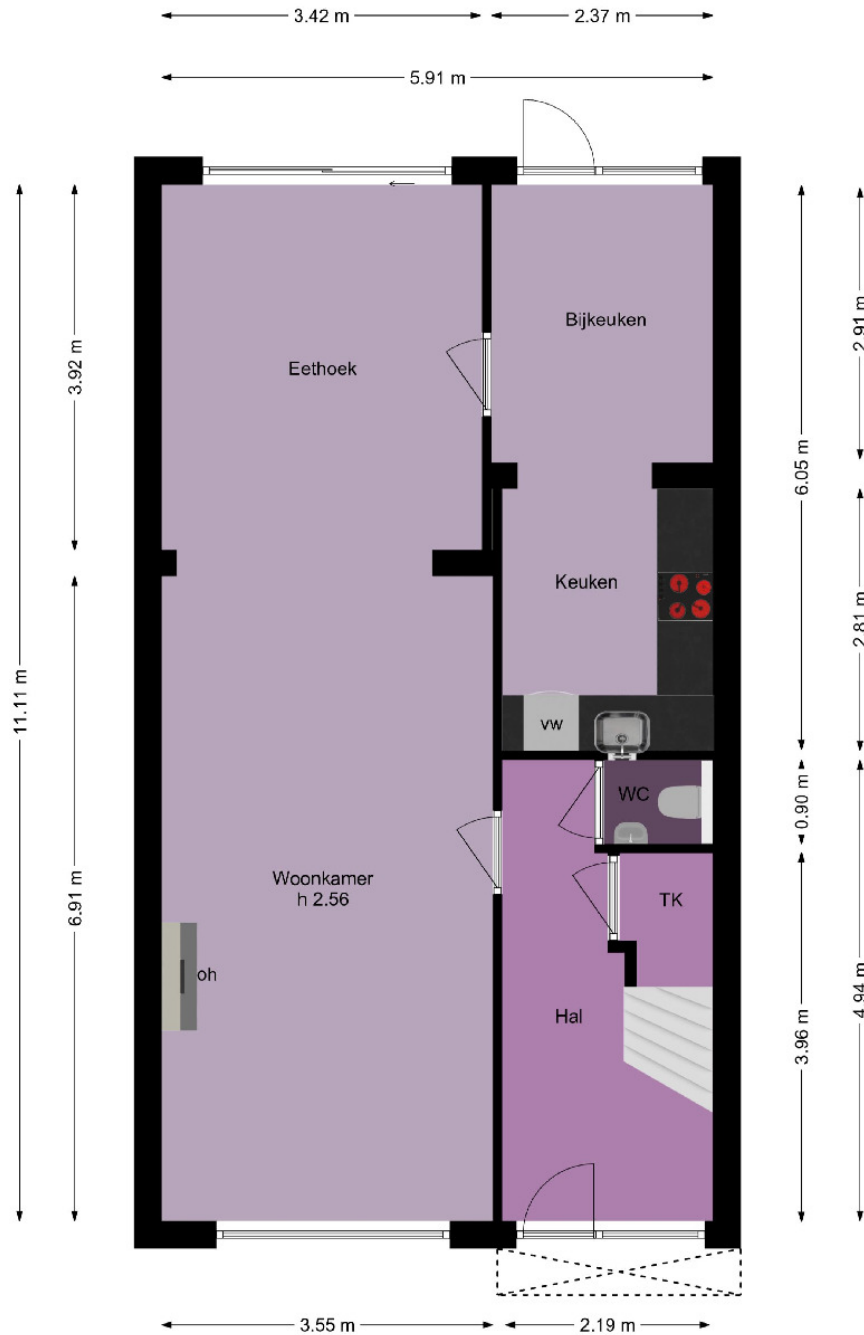 3.42 m
2.37 m
5.91 m
Bijkeuken
Eethoek
2.91 m
3.92 m
6.05 m
Keuken
2.81 m
11.11 m
vw
WC
0.90 m
Woonkamer
h 2.56
TK
6.91 m
oh
Hal
3.96 m
4.94 m
3.55 m
2.19 m